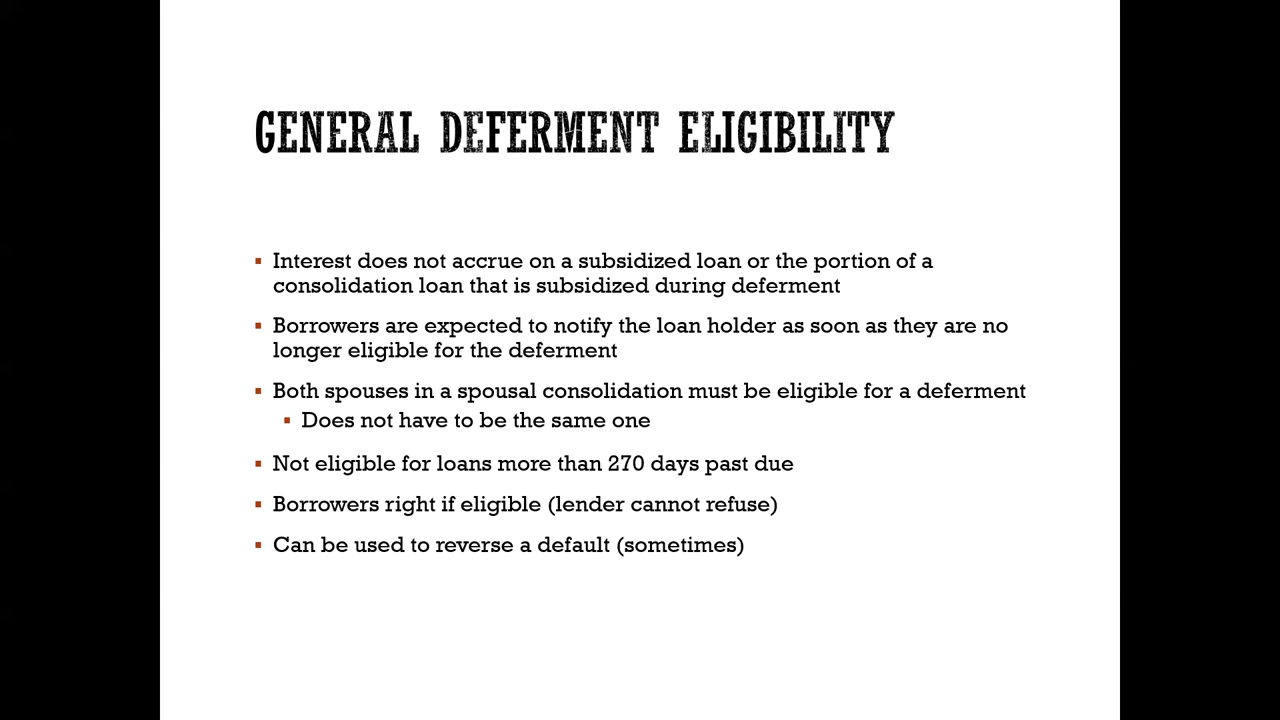 GENERAL DEFERMENT ELIGIBILITY
▪ Interest does not accrue on a subsidized loan or the portion of a
consolidation loan that is subsidized during deferment
▪ Borrowers are expected to notify the loan holder as soon as they are no
longer eligible for the deferment
▪ Both spouses in a spousal consolidation must be eligible for a deferment
▪ Does not have to be the same one
▪ Not eligible for loans more than 270 days past due
▪ Borrowers right if eligible (lender cannot refuse)
▪ Can be used to reverse a default (sometimes)